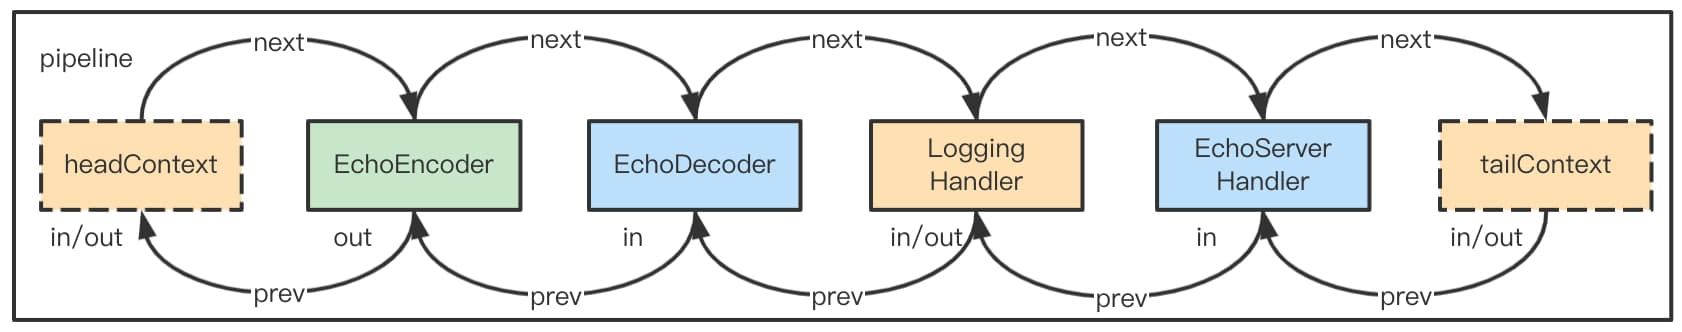 pipeline
next
next
next
next
next
headContext
EchoEncoder
EchoDecoder
Logging
Handler
EchoServer
Handler
tailContext
in/out
out
in
in/out
in
in/out
prev
prev
prev
prev
prev